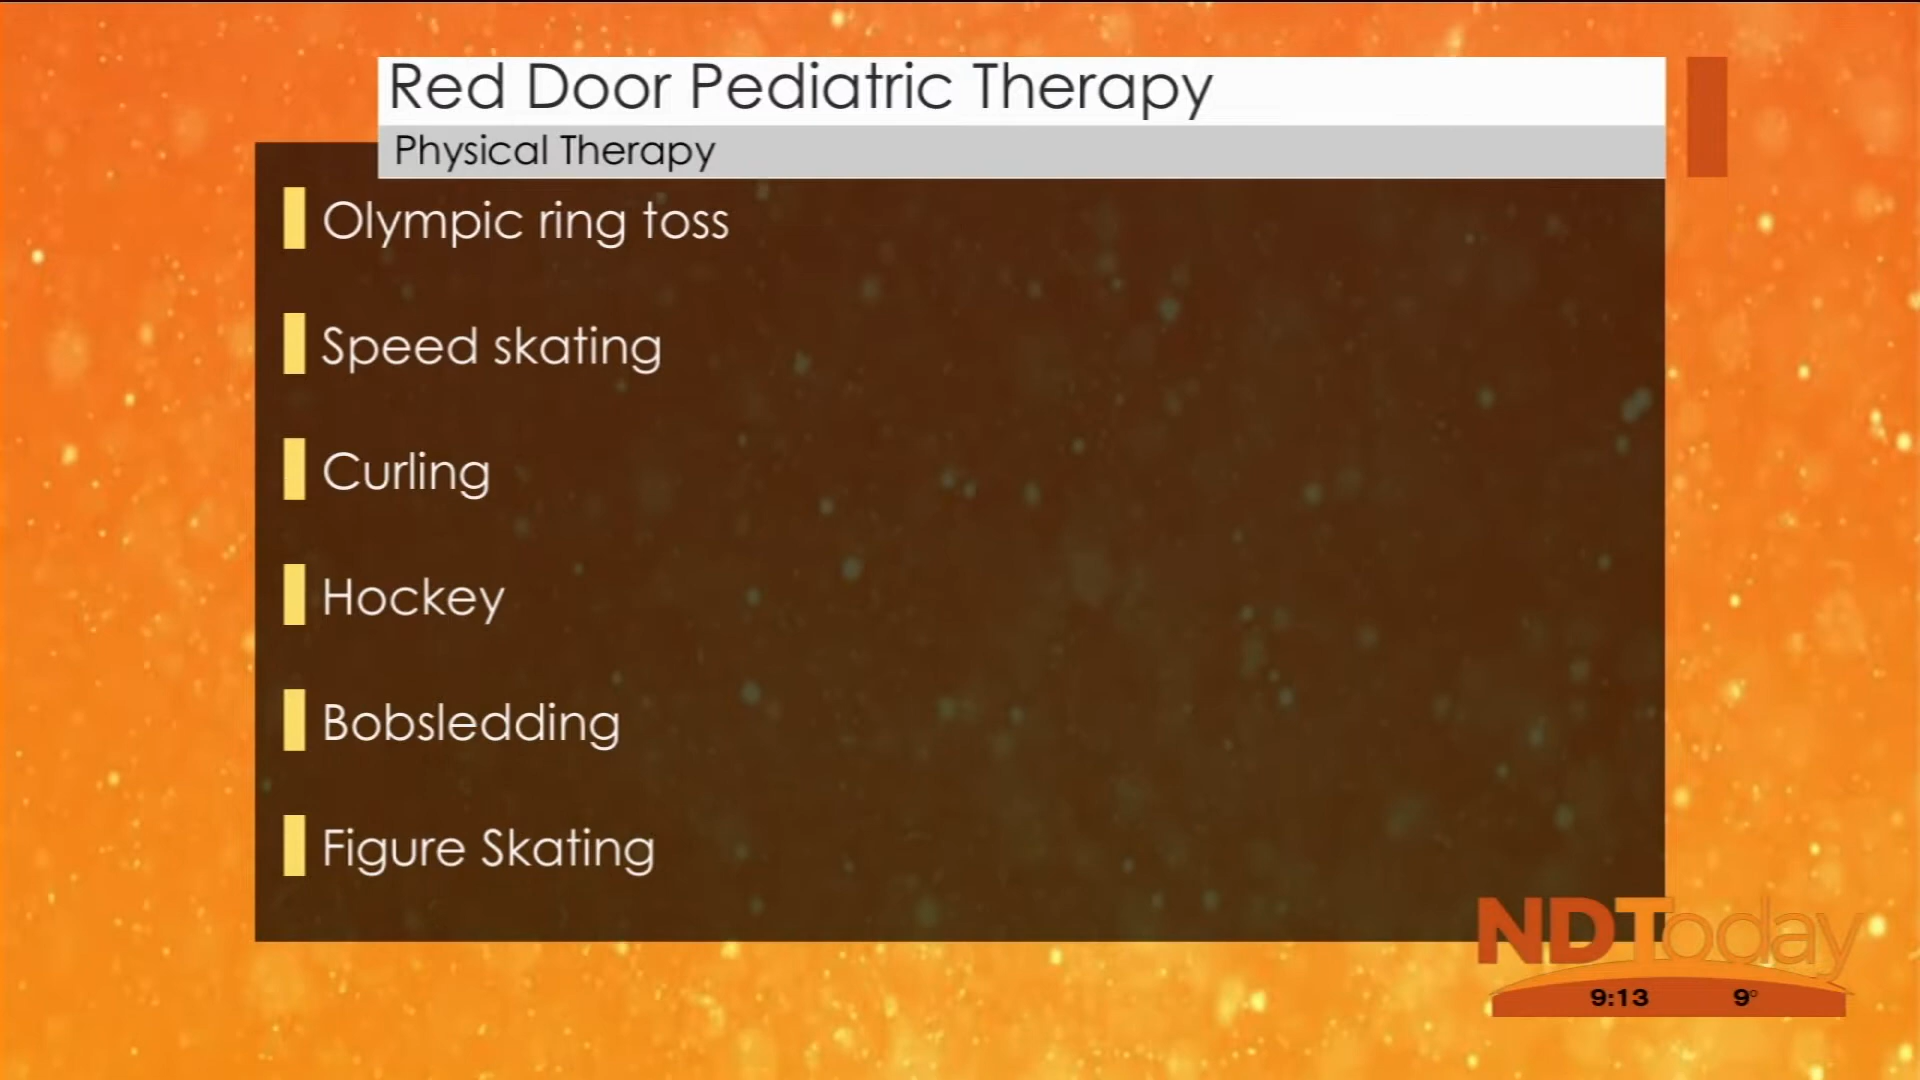 Red Door Pediatric Therapy
Physical Therapy
Olympic ring toss
Speed skating
Curling
Hockey
Bobsledding
Figure Skating
NDToday
9:13 9°